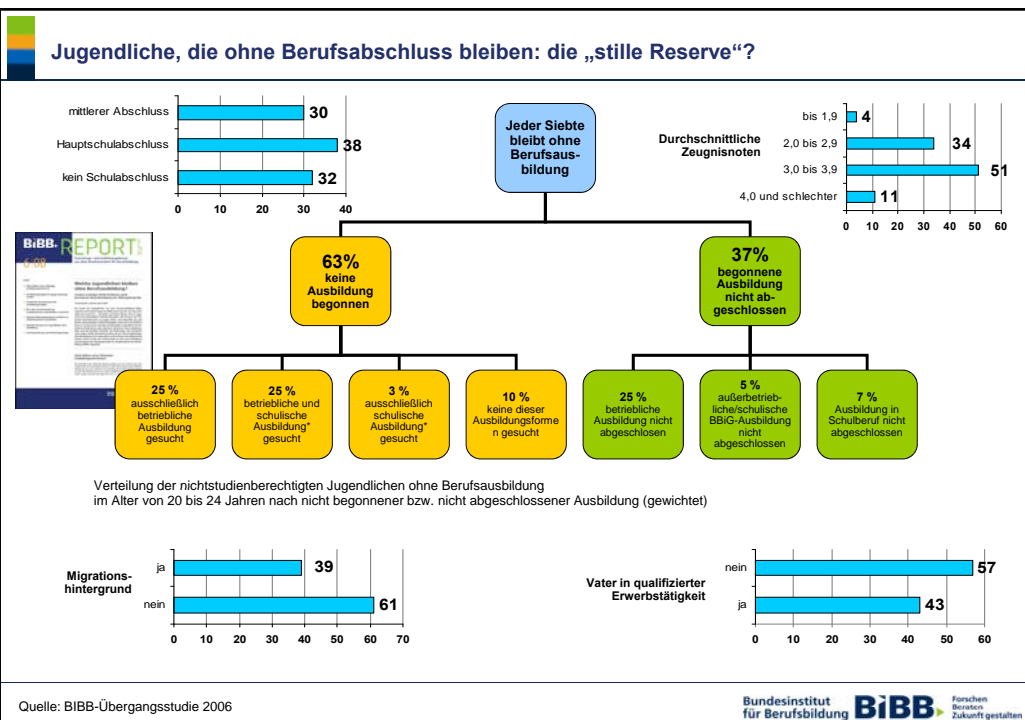 Jugendliche, die ohne Berufsabschluss bleiben: die „stille Reserve“?
mittlerer Abschluss
30
Hauptschulabschluss
38
kein Schulabschluss
32
0 10 20 30 40
Jeder Siebte
bleibt ohne
Berufsaus-
bildung
Durchschnittliche
Zeugnisnoten
bis 1,9
4
2,0 bis 2,9
34
3,0 bis 3,9
51
4,0 und schlechter
11
0 10 20 30 40 50 60
BiBB REPORT
Welche Jugendlichen bleiben
ohne Berufsausbildung?
63%
keine
Ausbildung
begonnen
37%
begonnene
Ausbildung
nicht ab-
geschlossen
25 %
ausschließlich
betriebliche
Ausbildung
gesucht
25 %
betriebliche und
schulische
Ausbildung*
gesucht
3 %
ausschließlich
schulische
Ausbildung*
gesucht
10 %
keine dieser
Ausbildungsforme
n gesucht
25 %
betriebliche
Ausbildung nicht
abgeschlosen
5 %
außerbetrieb-
liche/schulische
BBiG-Ausbildung
nicht
abgeschlossen
7 %
Ausbildung in
Schulberuf nicht
abgeschlossen
Verteilung der nichtstudienberechtigten Jugendlichen ohne Berufsausbildung
im Alter von 20 bis 24 Jahren nach nicht begonnener bzw. nicht abgeschlossener Ausbildung (gewichtet)
Migrations-
hintergrund
ja
39
nein
61
0 10 20 30 40 50 60 70
Vater in qualifizierter
Erwerbstätigkeit
nein
57
ja
43
0 10 20 30 40 50 60
Quelle: BIBB-Übergangsstudie 2006
Bundesinstitut
für Berufsbildung
BiBB
Forschen
Beraten
Zukunft gestalten